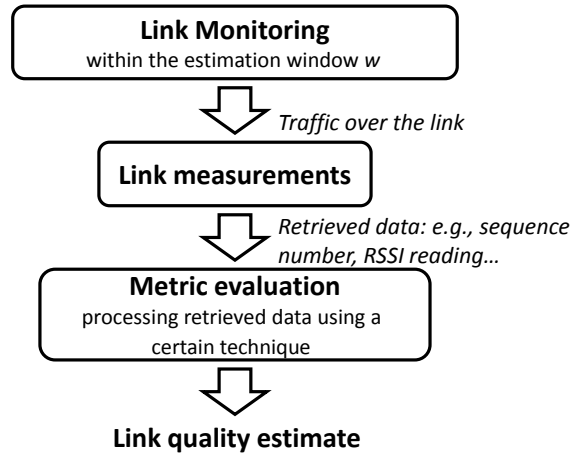 Link Monitoring
within the estimation window w
Traffic over the link
Link measurements
Retrieved data: e.g., sequence
number, RSSI reading…
Metric evaluation
processing retrieved data using a
certain technique
Link quality estimate